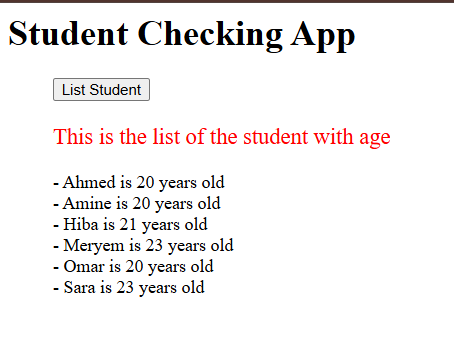 Student Checking App
List Student
This is the list of the student with age
- Ahmed is 20 years old
- Amine is 20 years old
- Hiba is 21 years old
- Meryem is 23 years old
- Omar is 20 years old
- Sara is 23 years old